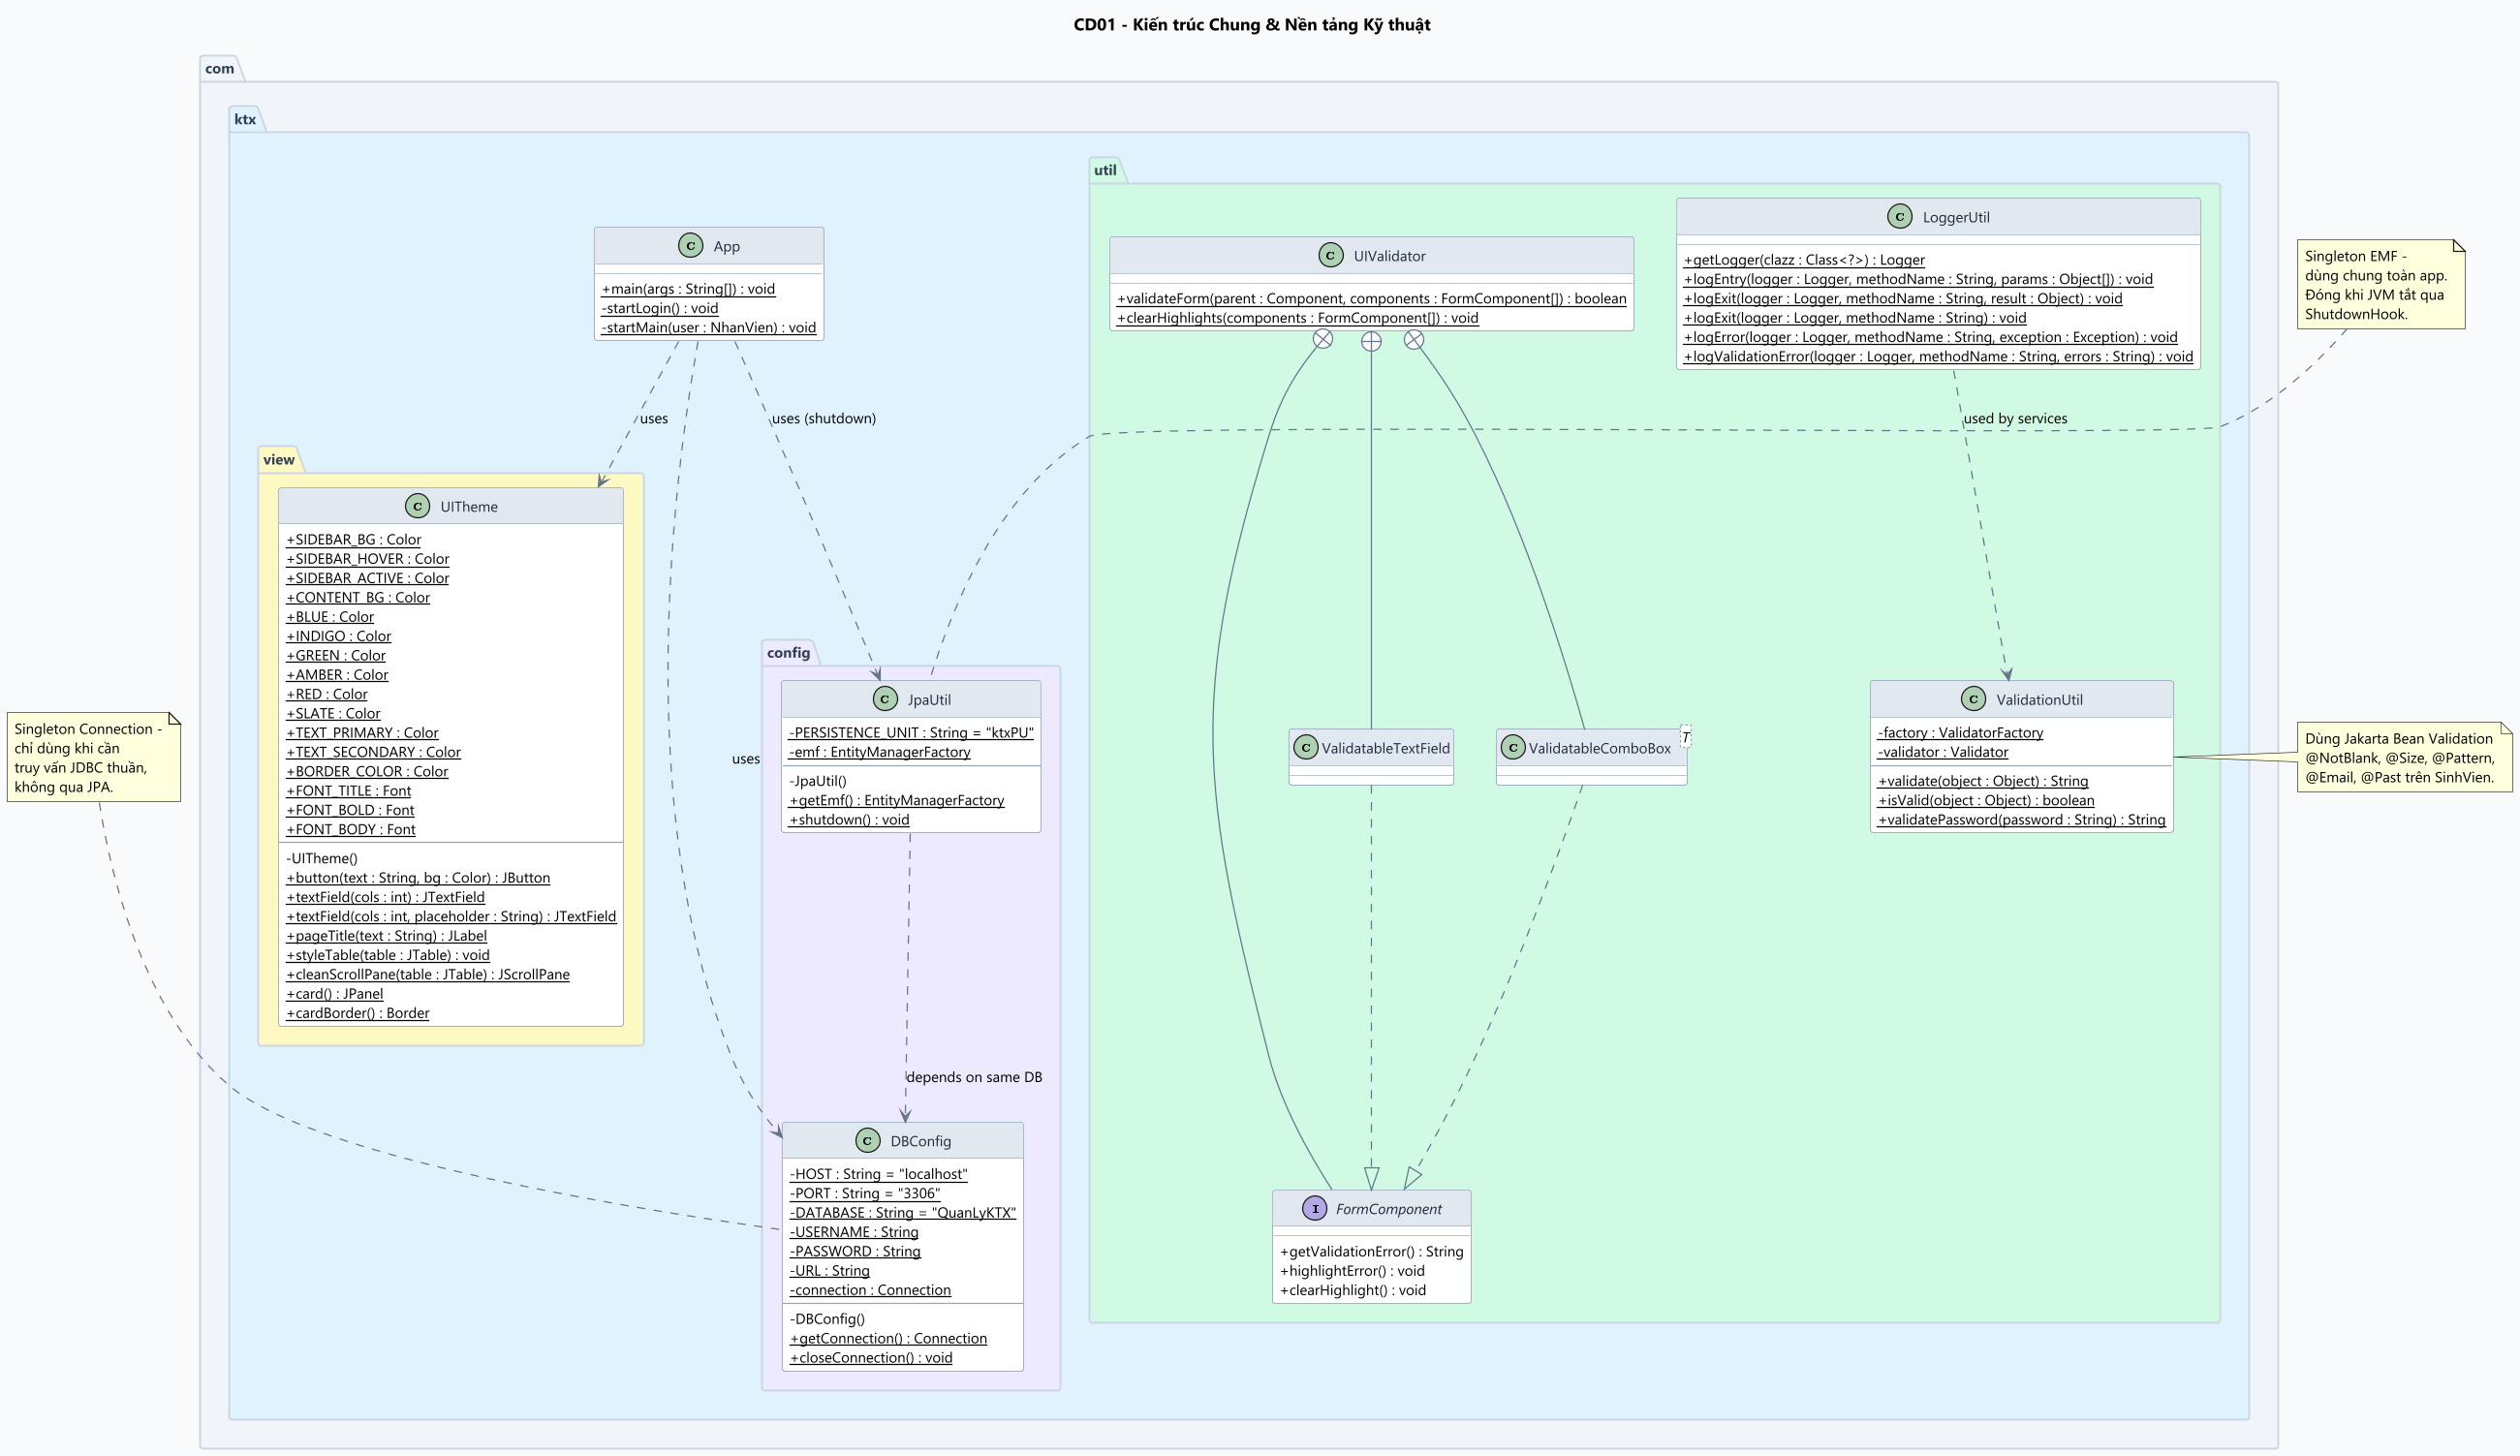 CD01 - Kiến trúc Chung & Nền tảng Kỹ thuật
com
ktx
util
C App
+main(args : String[]) : void
-startLogin() : void
-startMain(user : NhanVien) : void
C UIValidator
+validateForm(parent : Component, components : FormComponent[]) : boolean
+clearHighlights(components : FormComponent[]) : void
C LoggerUtil
+getLogger(clazz : Class<?>) : Logger
+logEntry(logger : Logger, methodName : String, params : Object[]) : void
+logExit(logger : Logger, methodName : String, result : Object) : void
+logExit(logger : Logger, methodName : String) : void
+logError(logger : Logger, methodName : String, exception : Exception) : void
+logValidationError(logger : Logger, methodName : String, errors : String) : void
Singleton EMF -
dùng chung toàn app.
Đóng khi JVM tắt qua
ShutdownHook.
uses
uses (shutdown)
used by services
view
C UITheme
+SIDEBAR_BG : Color
+SIDEBAR_HOVER : Color
+SIDEBAR_ACTIVE : Color
+CONTENT_BG : Color
+BLUE : Color
+INDIGO : Color
+GREEN : Color
+AMBER : Color
+RED : Color
+SLATE : Color
+TEXT_PRIMARY : Color
+TEXT_SECONDARY : Color
+BORDER_COLOR : Color
+FONT_TITLE : Font
+FONT_BOLD : Font
+FONT_BODY : Font
-UITheme()
+button(text : String, bg : Color) : JButton
+textField(cols : int) : JTextField
+textField(cols : int, placeholder : String) : JTextField
+pageTitle(text : String) : JLabel
+styleTable(table : JTable) : void
+cleanScrollPane(table : JTable) : JScrollPane
+card() : JPanel
+cardBorder() : Border
Singleton Connection -
chỉ dùng khi cần
truy vấn JDBC thuần,
không qua JPA.
uses
config
C JpaUtil
-PERSISTENCE_UNIT : String = "ktxPU"
-emf : EntityManagerFactory
-JpaUtil()
+getEmf() : EntityManagerFactory
+shutdown() : void
C ValidatableTextField
C ValidatableComboBox T
C ValidationUtil
-factory : ValidatorFactory
-validator : Validator
+validate(object : Object) : String
+isValid(object : Object) : boolean
+validatePassword(password : String) : String
Dùng Jakarta Bean Validation
@NotBlank, @Size, @Pattern,
@Email, @Past trên SinhVien.
depends on same DB
C DBConfig
-HOST : String = "localhost"
-PORT : String = "3306"
-DATABASE : String = "QuanLyKTX"
-USERNAME : String
-PASSWORD : String
-URL : String
-connection : Connection
-DBConfig()
+getConnection() : Connection
+closeConnection() : void
I FormComponent
+getValidationError() : String
+highlightError() : void
+clearHighlight() : void